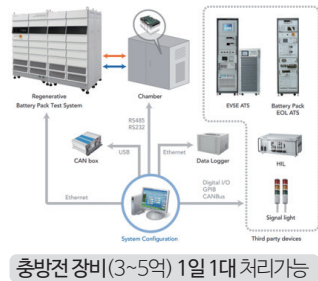 Regenerative
Battery Pack Test System
Chamber
EVSE ATS
Battery Pack
EOL ATS
RS485
RS232
USB
Ethernet
CAN box
Data Logger
HIL
Ethernet
Digital I/O
GPIB
CANBus
Signal light
System Configuration
Third party devices
충방전 장비(3~5억) 1일 1대 처리가능